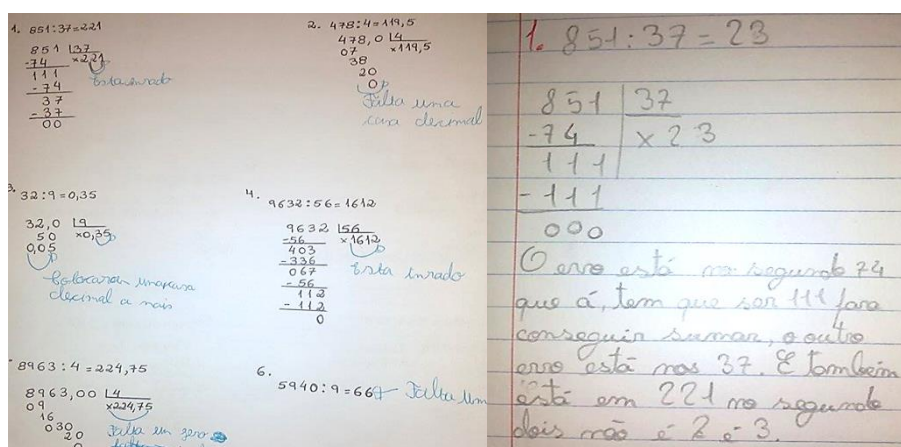 1. 851:37=221
851 |37
-74 x221
111
-74
37
-37
00
Esta errado
2. 478:4=119,5
478,0 |4
07 x119,5
38
20
0
Falta uma
casa decimal
3. 32:9=0,35
32,0 |9
50 x0,35
0,05
Colocaram uma casa
decimal a mais
4. 9632:56=1612
9632 |56
-56 x1612
403
-336
067
-56
112
-112
0
Esta errado
8963:4=224,75
8963,00 |4
09 x224,75
16
030
20
0
Falta um zero
6.
5940:9=66 Falta um
1. 851:37=23
851 |37
-74 x23
111
-111
000
O erro está no segundo 74
que á, tem que ser 111 para
conseguir sumar, o outro
erro está nos 37. E também
está em 221 no segundo
dois não é 2 é 3.